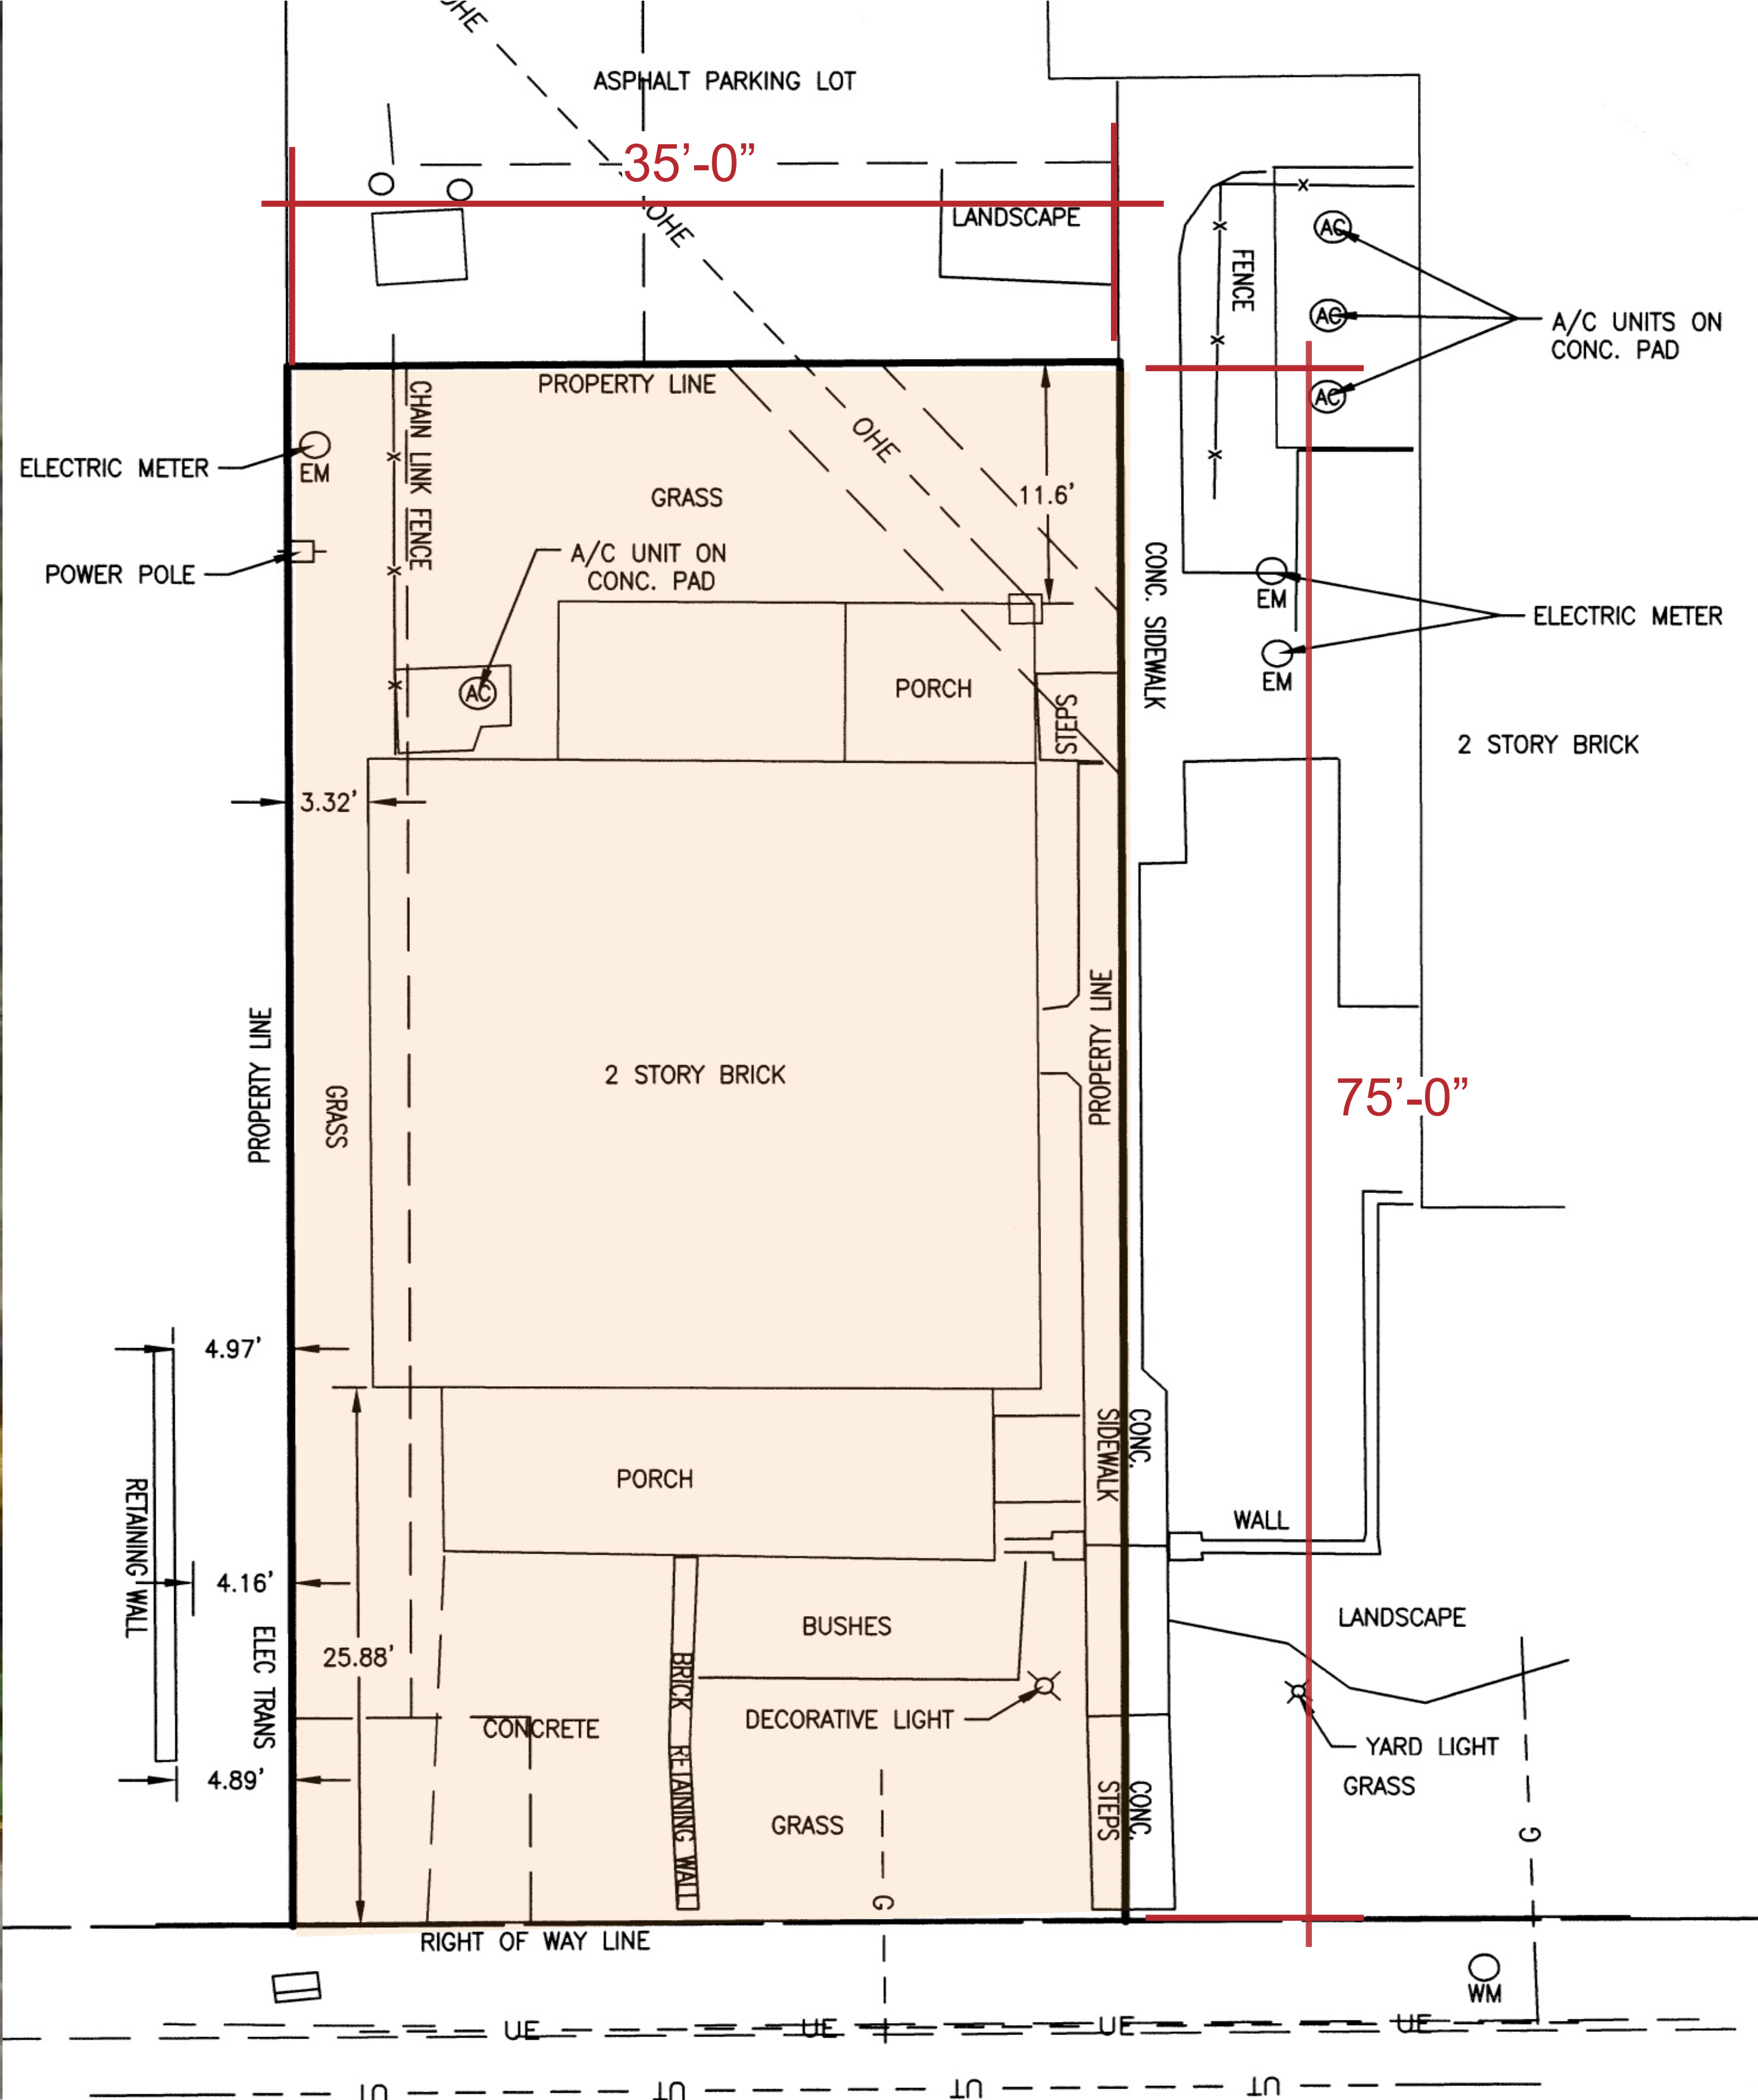 OHE
ASPHALT PARKING LOT
35’-0”
OHE
LANDSCAPE
FENCE
AC
AC
AC
A/C UNITS ON
CONC. PAD
PROPERTY LINE
CHAIN LINK FENCE
ELECTRIC METER
EM
OHE
GRASS
11.6'
POWER POLE
A/C UNIT ON
CONC. PAD
CONC. SIDEWALK
EM
ELECTRIC METER
EM
AC
PORCH
STEPS
2 STORY BRICK
3.32'
PROPERTY LINE
GRASS
2 STORY BRICK
PROPERTY LINE
75’-0”
4.97'
RETAINING WALL
PORCH
CONC.
SIDEWALK
WALL
4.16'
ELEC TRANS
25.88'
BUSHES
LANDSCAPE
BRICK RETAINING WALL
DECORATIVE LIGHT
CONCRETE
YARD LIGHT
4.89'
GRASS
GRASS
CONC.
STEPS
G
G
RIGHT OF WAY LINE
WM
UE
UE
UE
UE
UT
UT
UT
UT